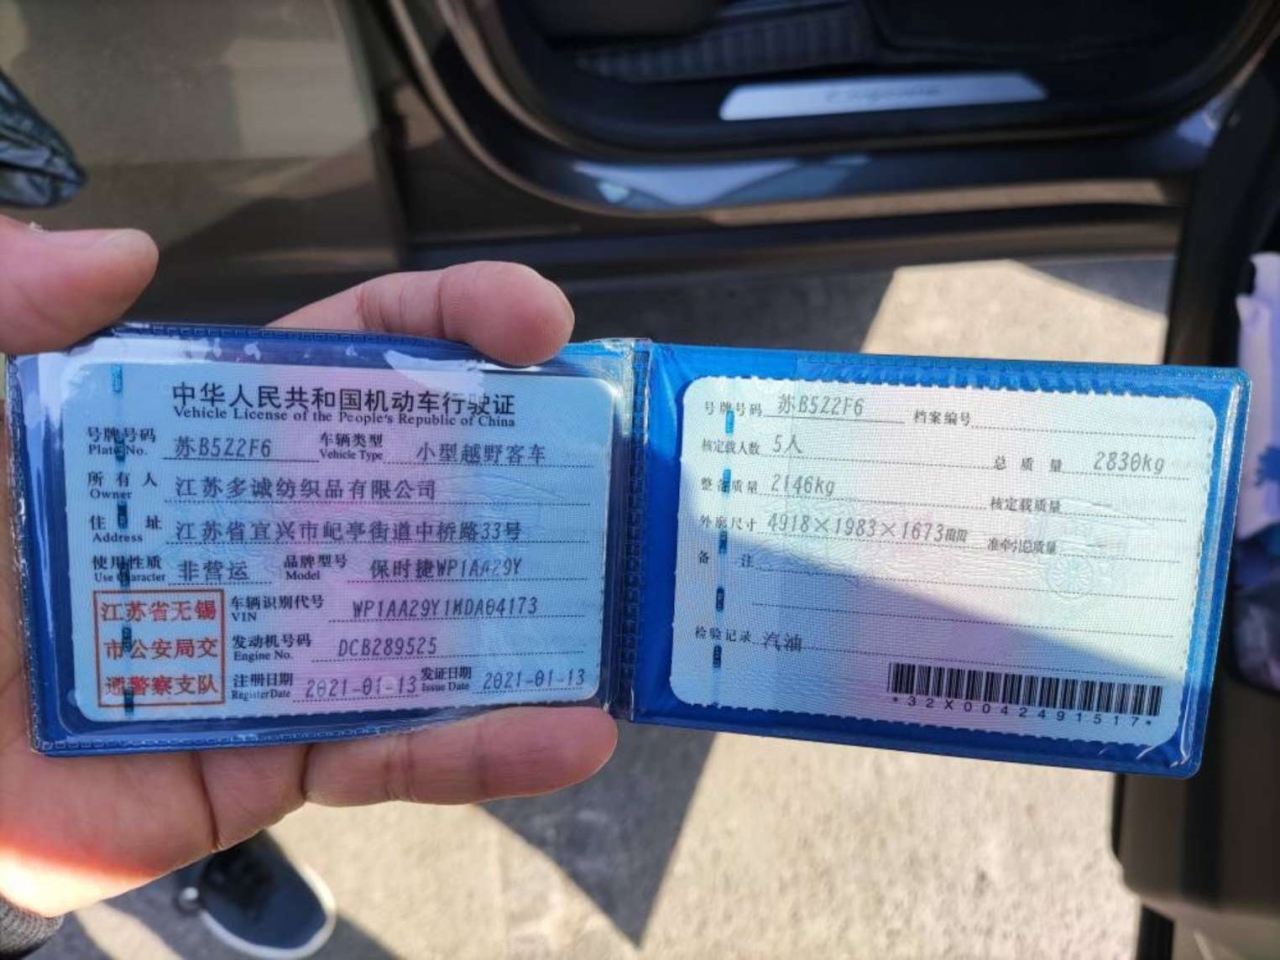 中华人民共和国机动车行驶证
Vehicle License of the People's Republic of China
号牌号码 苏B5Z2F6 车辆类型 小型越野客车
Plate No. Vehicle Type
所有人 江苏多诚纺织品有限公司
Owner
住址 江苏省宜兴市屺亭街道中桥路33号
Address
使用性质 非营运 品牌型号 保时捷WP1AA29Y
Use Character Model
车辆识别代号 WP1AA29Y1MDA04173
VIN
发动机号码 DCB289525
Engine No.
注册日期 2021-01-13 发证日期 2021-01-13
Register Date Issue Date
江苏省无锡
市公安局交
通警察支队
号牌号码 苏B5Z2F6 档案编号
核定载人数 5人 总质量 2830kg
整备质量 2146kg 核定载质量 —
外廓尺寸 4918×1983×1673mm 准牵引总质量 —
备注
检验记录 汽油
*32X0042491517*